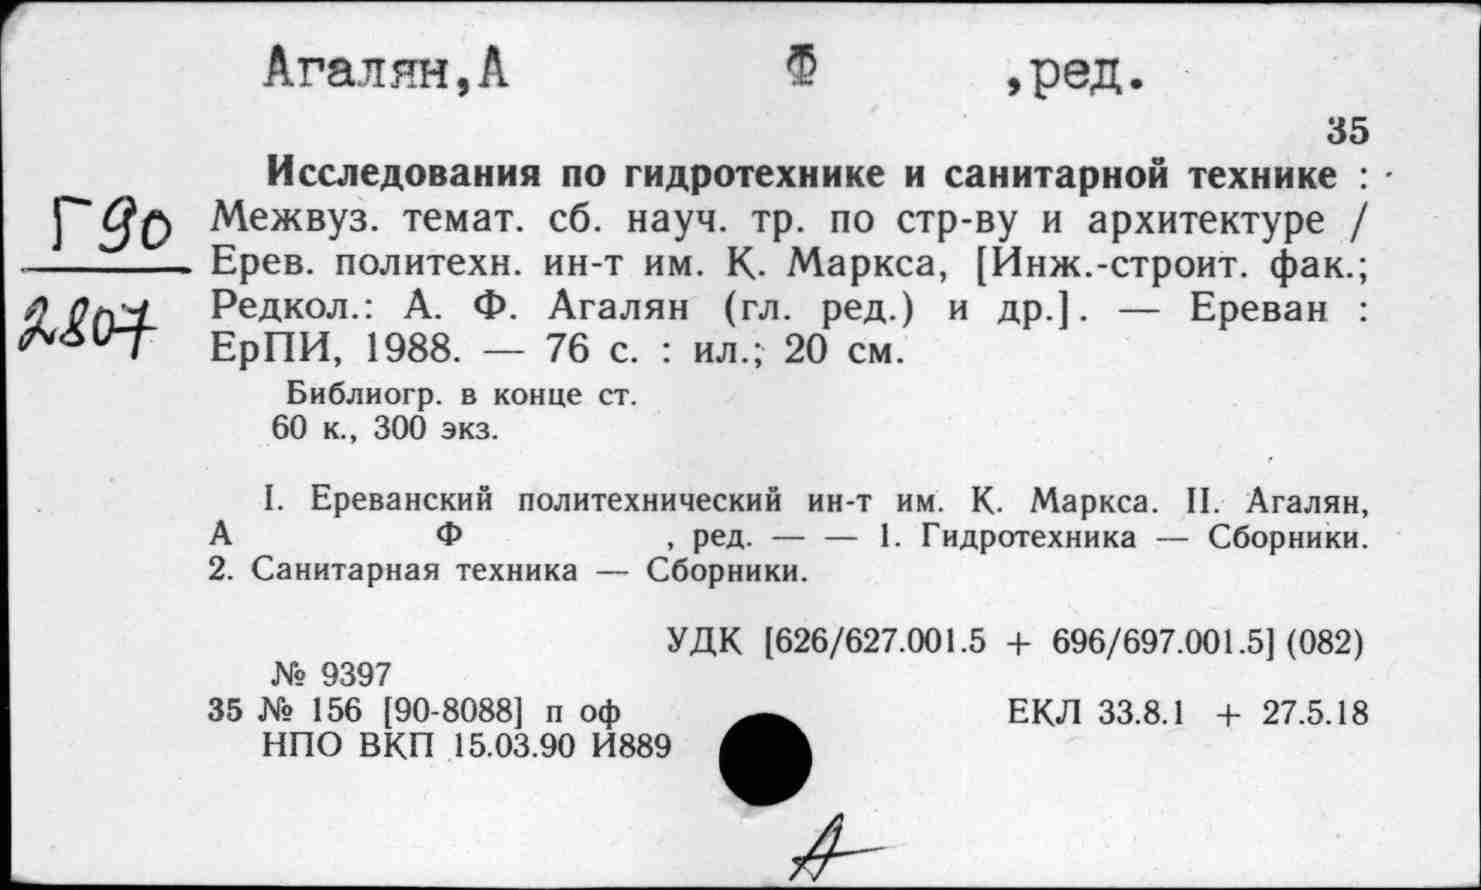 Агалян,А Ф ,ред.
35
Исследования по гидротехнике и санитарной технике :
Г90 Межвуз. темат. сб. науч. тр. по стр-ву и архитектуре /
Ерев. политехн. ин-т им. К. Маркса, [Инж.-строит. фак.;
2807 Редкол.: А. Ф. Агалян (гл. ред.) и др.]. — Ереван :
ЕрПИ, 1988. — 76 с. : ил.; 20 см.
Библиогр. в конце ст.
60 к., 300 экз.
I. Ереванский политехнический ин-т им. К. Маркса. II. Агалян,
А Ф , ред. — — 1. Гидротехника — Сборники.
2. Санитарная техника — Сборники.
УДК [626/627.001.5 + 696/697.001.5] (082)
№ 9397
35 № 156 [90-8088] п оф ЕКЛ 33.8.1 + 27.5.18
НПО ВКП 15.03.90 И889
А